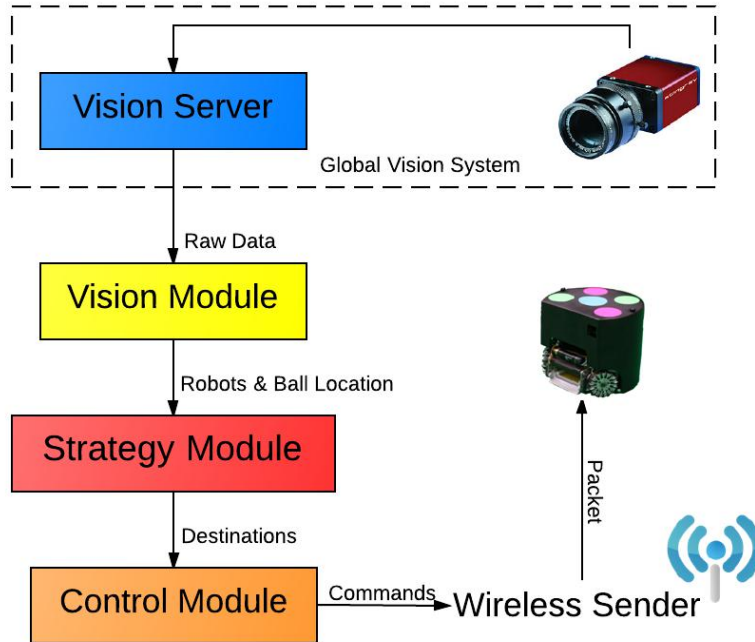 Vision Server
Global Vision System
Raw Data
Vision Module
Robots & Ball Location
Strategy Module
Destinations
Control Module
Commands
Wireless Sender
Packet